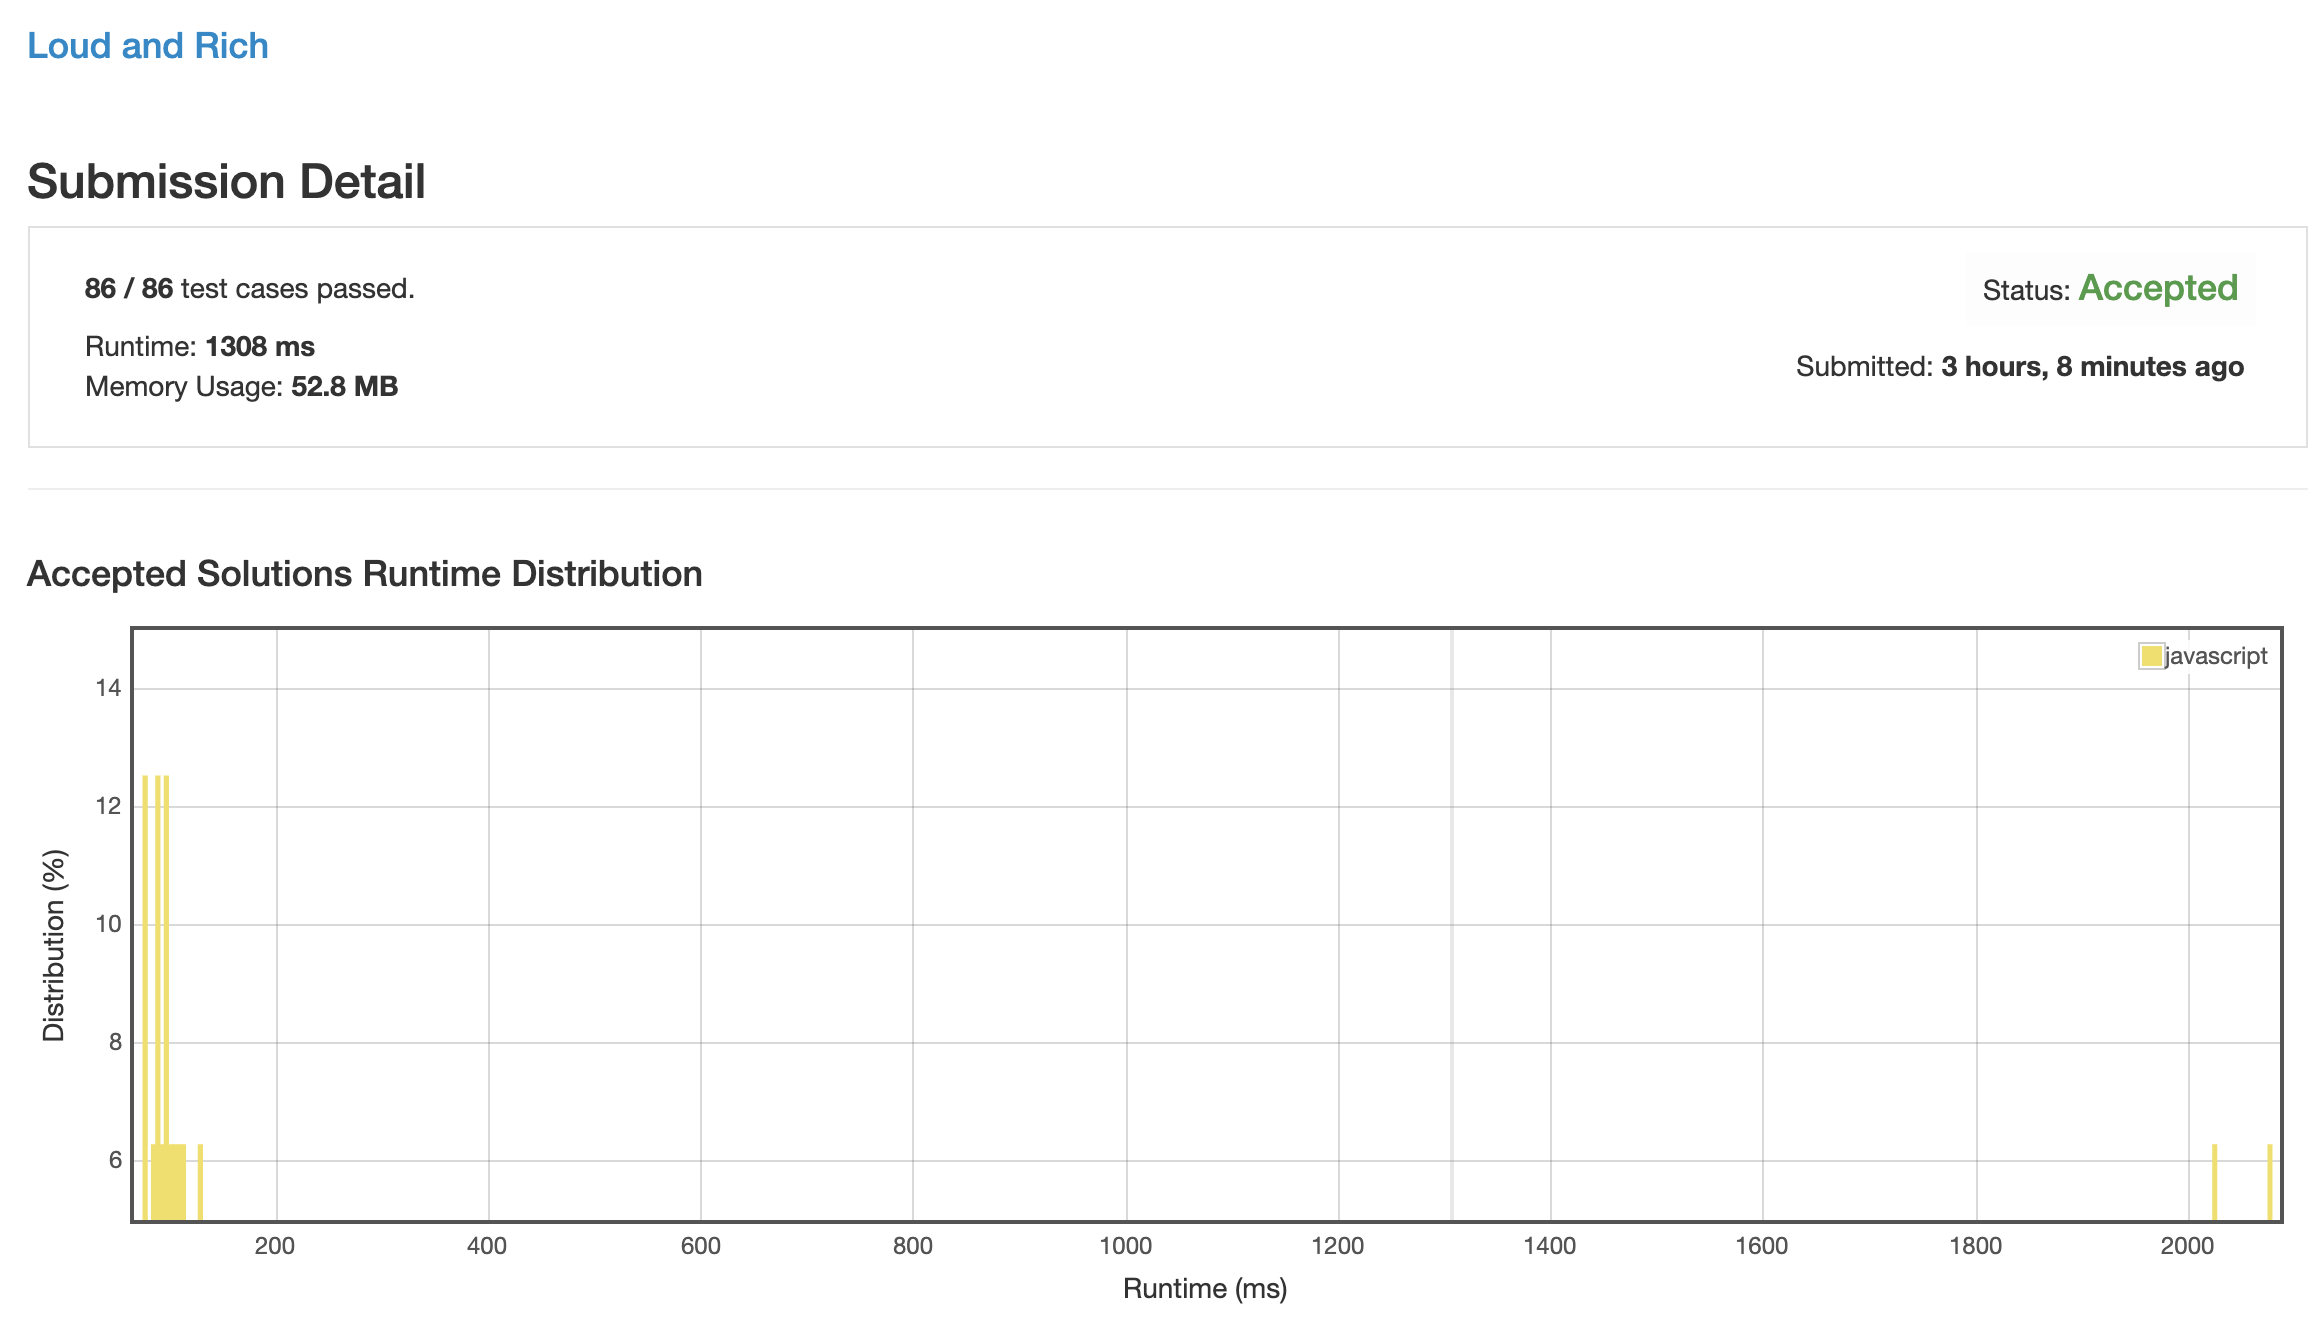 Loud and Rich
Submission Detail
86 / 86 test cases passed.
Status: Accepted
Runtime: 1308 ms
Submitted: 3 hours, 8 minutes ago
Memory Usage: 52.8 MB
Accepted Solutions Runtime Distribution
javascript
14
12
10
8
6
Distribution (%)
200 400 600 800 1000 1200 1400 1600 1800 2000
Runtime (ms)